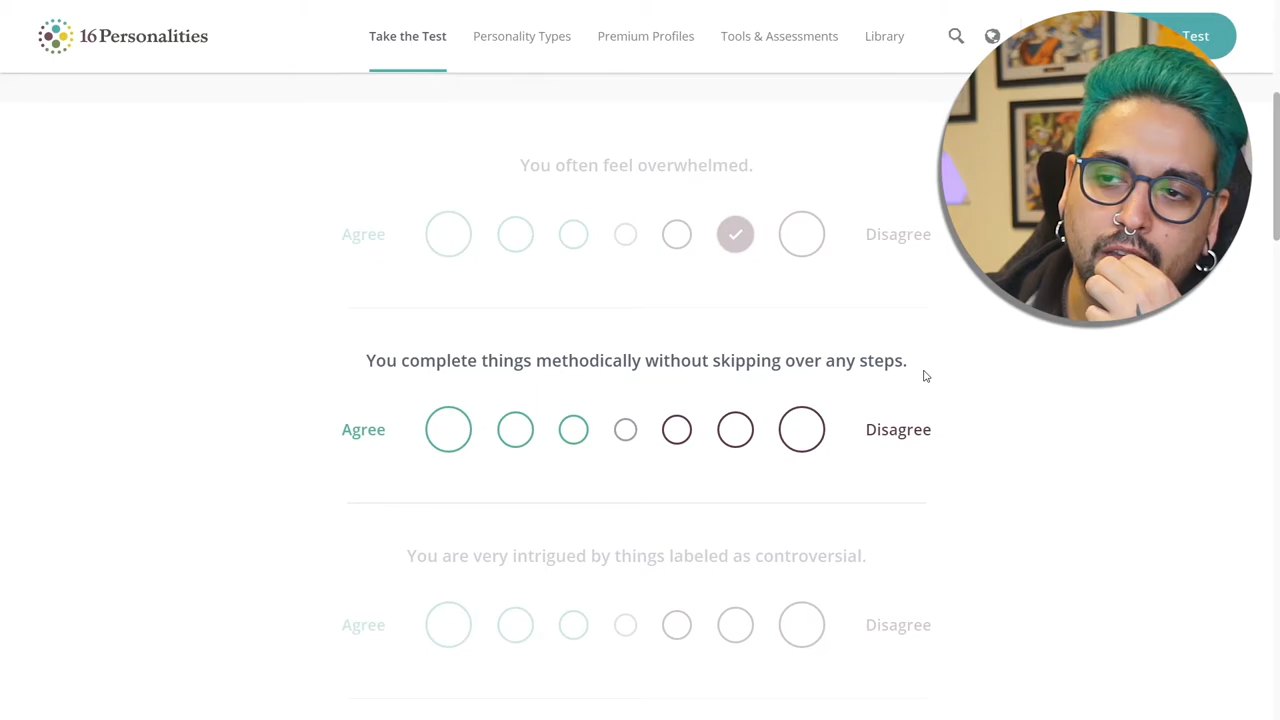 16Personalities
Take the Test
Personality Types
Premium Profiles
Tools & Assessments
Library
Test
You often feel overwhelmed.
Agree
Disagree
You complete things methodically without skipping over any steps.
Agree
Disagree
You are very intrigued by things labeled as controversial.
Agree
Disagree